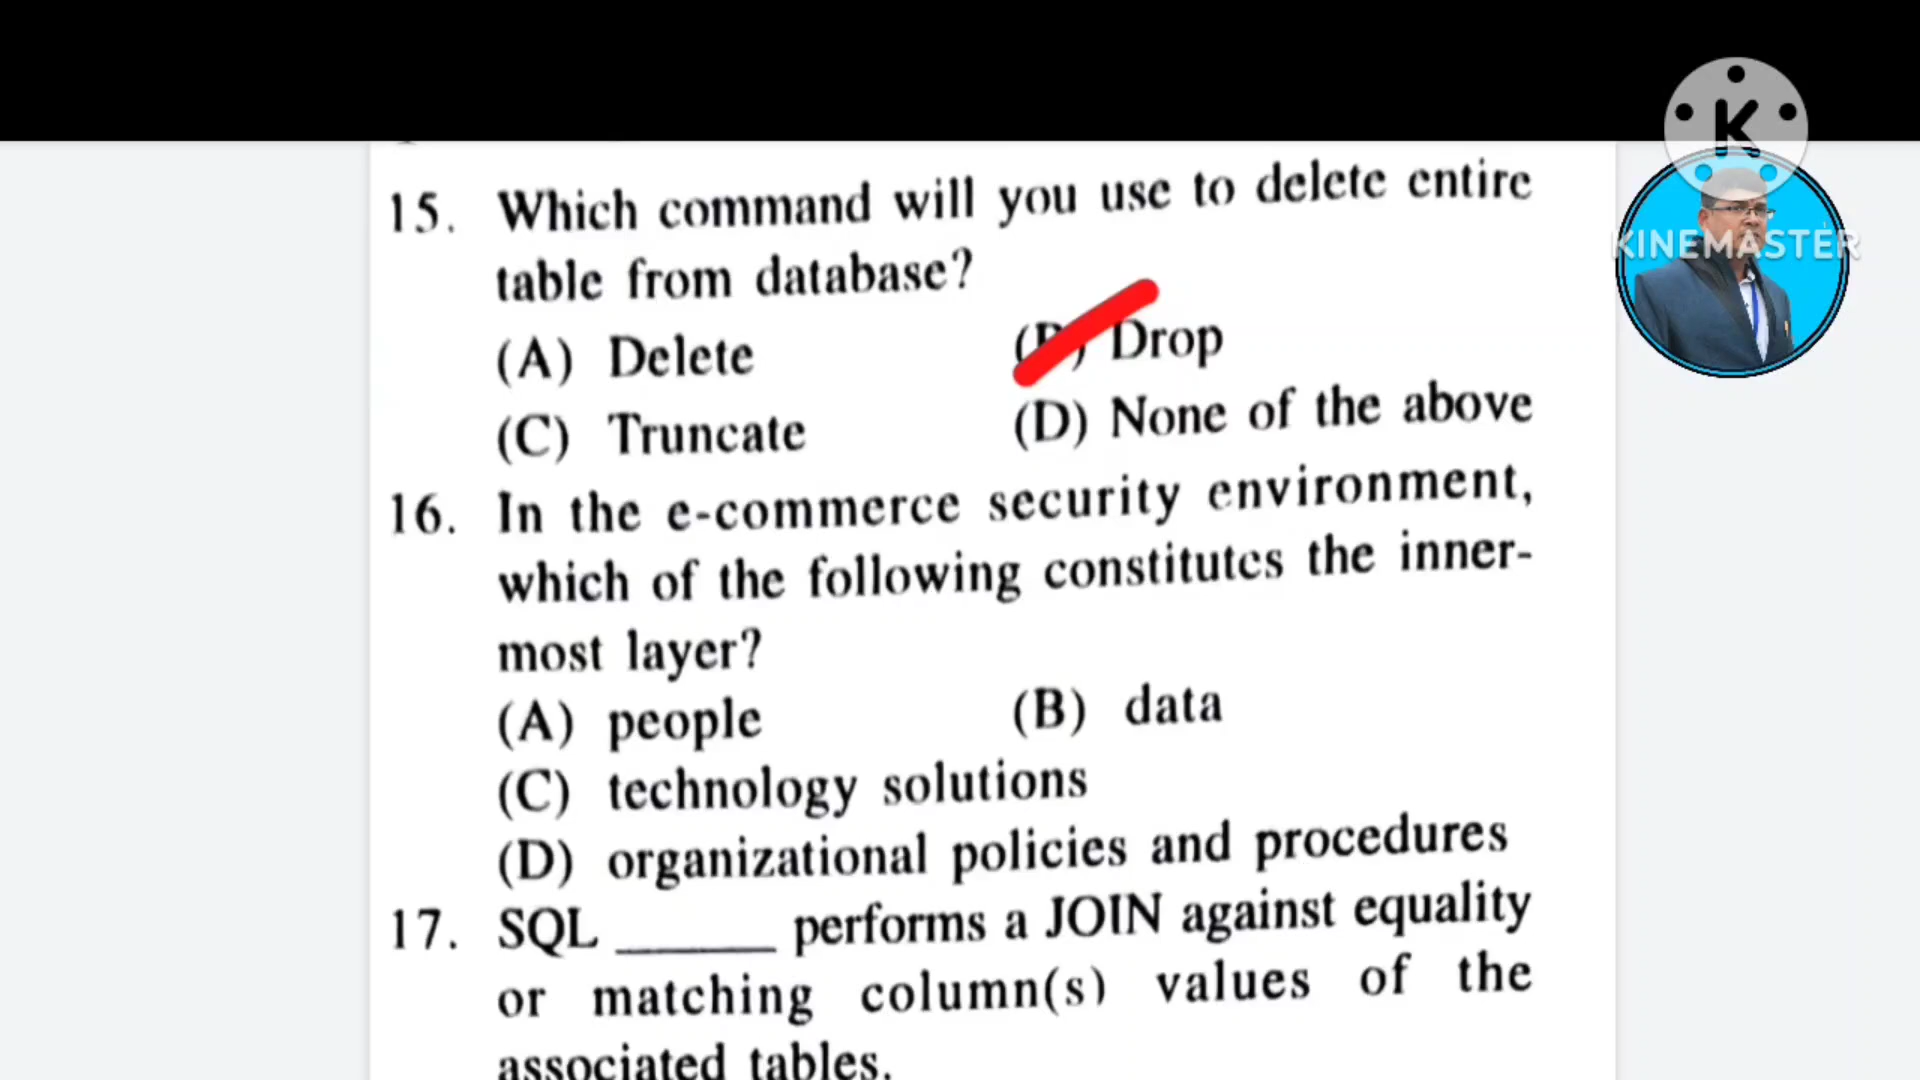 K
KINEMASTER
15. Which command will you use to delete entire
table from database?
(A) Delete (B) Drop
(C) Truncate (D) None of the above
16. In the e-commerce security environment,
which of the following constitutes the inner-
most layer?
(A) people (B) data
(C) technology solutions
(D) organizational policies and procedures
17. SQL ______ performs a JOIN against equality
or matching column(s) values of the
associated tables.